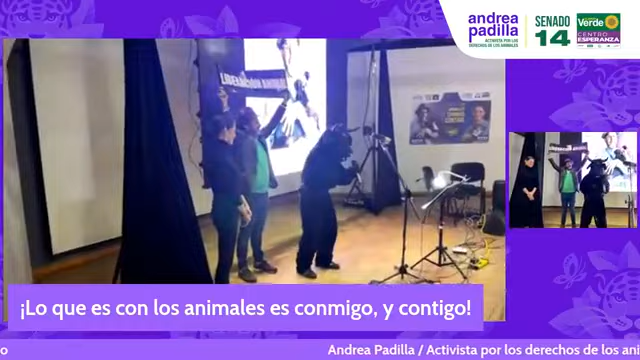 andrea
padilla
ACTIVISTA POR LOS
DERECHOS DE LOS ANIMALES
SENADO
14
Verde
CENTRO
ESPERANZA
LIBERACIÓN ANIMAL
¡Lo que es con los animales es conmigo, y contigo!
o
Andrea Padilla / Activista por los derechos de los ani